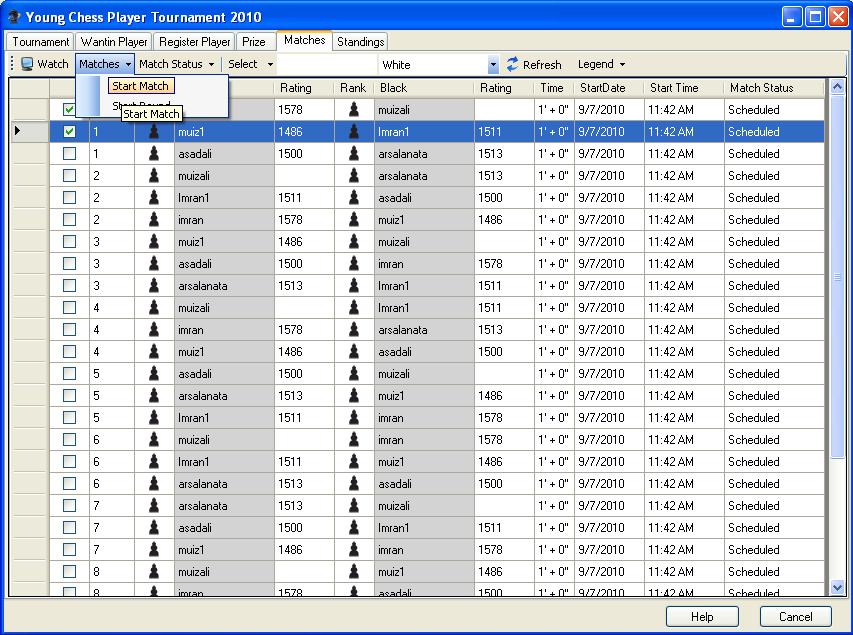 Young Chess Player Tournament 2010
Tournament Wantin Player Register Player Prize Matches Standings
Watch Matches Match Status Select White Refresh Legend
Start Match
Start Match
Rating Rank Black Rating Time StartDate Start Time Match Status
1578 muizali 1' + 0" 9/7/2010 11:42 AM Scheduled
1 muiz1 1486 Imran1 1511 1' + 0" 9/7/2010 11:42 AM Scheduled
1 asadali 1500 arsalanata 1513 1' + 0" 9/7/2010 11:42 AM Scheduled
2 muizali arsalanata 1513 1' + 0" 9/7/2010 11:42 AM Scheduled
2 Imran1 1511 asadali 1500 1' + 0" 9/7/2010 11:42 AM Scheduled
2 imran 1578 muiz1 1486 1' + 0" 9/7/2010 11:42 AM Scheduled
3 muiz1 1486 muizali 1' + 0" 9/7/2010 11:42 AM Scheduled
3 asadali 1500 imran 1578 1' + 0" 9/7/2010 11:42 AM Scheduled
3 arsalanata 1513 Imran1 1511 1' + 0" 9/7/2010 11:42 AM Scheduled
4 muizali Imran1 1511 1' + 0" 9/7/2010 11:42 AM Scheduled
4 imran 1578 arsalanata 1513 1' + 0" 9/7/2010 11:42 AM Scheduled
4 muiz1 1486 asadali 1500 1' + 0" 9/7/2010 11:42 AM Scheduled
5 asadali 1500 muizali 1' + 0" 9/7/2010 11:42 AM Scheduled
5 arsalanata 1513 muiz1 1486 1' + 0" 9/7/2010 11:42 AM Scheduled
5 Imran1 1511 imran 1578 1' + 0" 9/7/2010 11:42 AM Scheduled
6 muizali imran 1578 1' + 0" 9/7/2010 11:42 AM Scheduled
6 Imran1 1511 muiz1 1486 1' + 0" 9/7/2010 11:42 AM Scheduled
6 arsalanata 1513 asadali 1500 1' + 0" 9/7/2010 11:42 AM Scheduled
7 arsalanata 1513 muizali 1' + 0" 9/7/2010 11:42 AM Scheduled
7 asadali 1500 Imran1 1511 1' + 0" 9/7/2010 11:42 AM Scheduled
7 muiz1 1486 imran 1578 1' + 0" 9/7/2010 11:42 AM Scheduled
8 muizali muiz1 1486 1' + 0" 9/7/2010 11:42 AM Scheduled
8 imran 1578 asadali 1500 1' + 0" 9/7/2010 11:42 AM Scheduled
Help Cancel